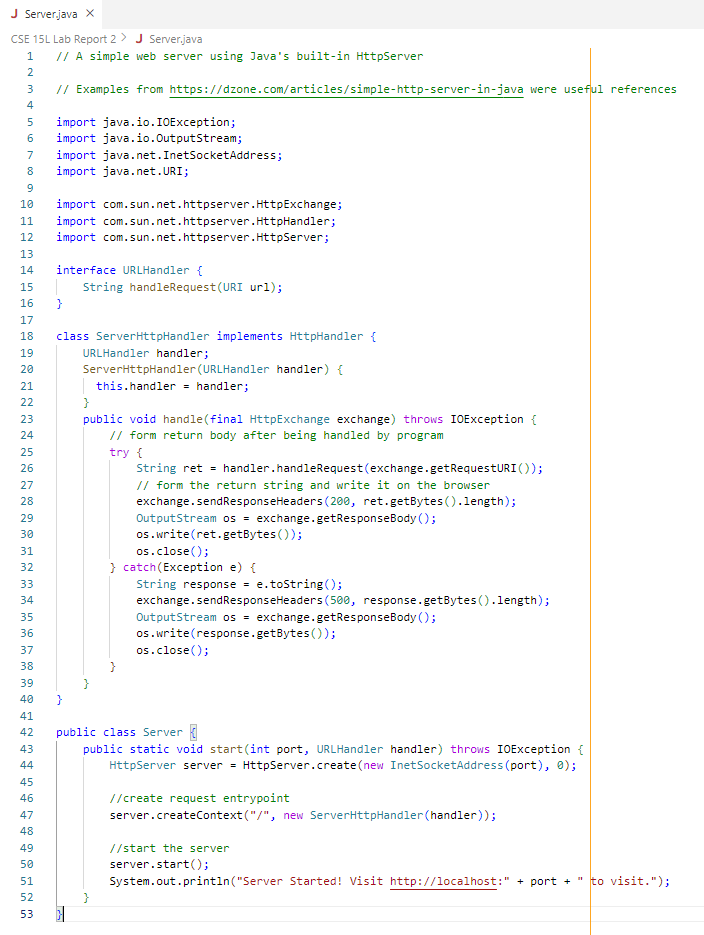 J Server.java ×
CSE 15L Lab Report 2 > J Server.java
1 // A simple web server using Java's built-in HttpServer
2
3 // Examples from https://dzone.com/articles/simple-http-server-in-java were useful references
4
5 import java.io.IOException;
6 import java.io.OutputStream;
7 import java.net.InetSocketAddress;
8 import java.net.URI;
9
10 import com.sun.net.httpserver.HttpExchange;
11 import com.sun.net.httpserver.HttpHandler;
12 import com.sun.net.httpserver.HttpServer;
13
14 interface URLHandler {
15     String handleRequest(URI url);
16 }
17
18 class ServerHttpHandler implements HttpHandler {
19     URLHandler handler;
20     ServerHttpHandler(URLHandler handler) {
21       this.handler = handler;
22     }
23     public void handle(final HttpExchange exchange) throws IOException {
24         // form return body after being handled by program
25         try {
26             String ret = handler.handleRequest(exchange.getRequestURI());
27             // form the return string and write it on the browser
28             exchange.sendResponseHeaders(200, ret.getBytes().length);
29             OutputStream os = exchange.getResponseBody();
30             os.write(ret.getBytes());
31             os.close();
32         } catch(Exception e) {
33             String response = e.toString();
34             exchange.sendResponseHeaders(500, response.getBytes().length);
35             OutputStream os = exchange.getResponseBody();
36             os.write(response.getBytes());
37             os.close();
38         }
39     }
40 }
41
42 public class Server {
43     public static void start(int port, URLHandler handler) throws IOException {
44         HttpServer server = HttpServer.create(new InetSocketAddress(port), 0);
45
46         //create request entrypoint
47         server.createContext("/", new ServerHttpHandler(handler));
48
49         //start the server
50         server.start();
51         System.out.println("Server Started! Visit http://localhost:" + port + " to visit.");
52     }
53 }